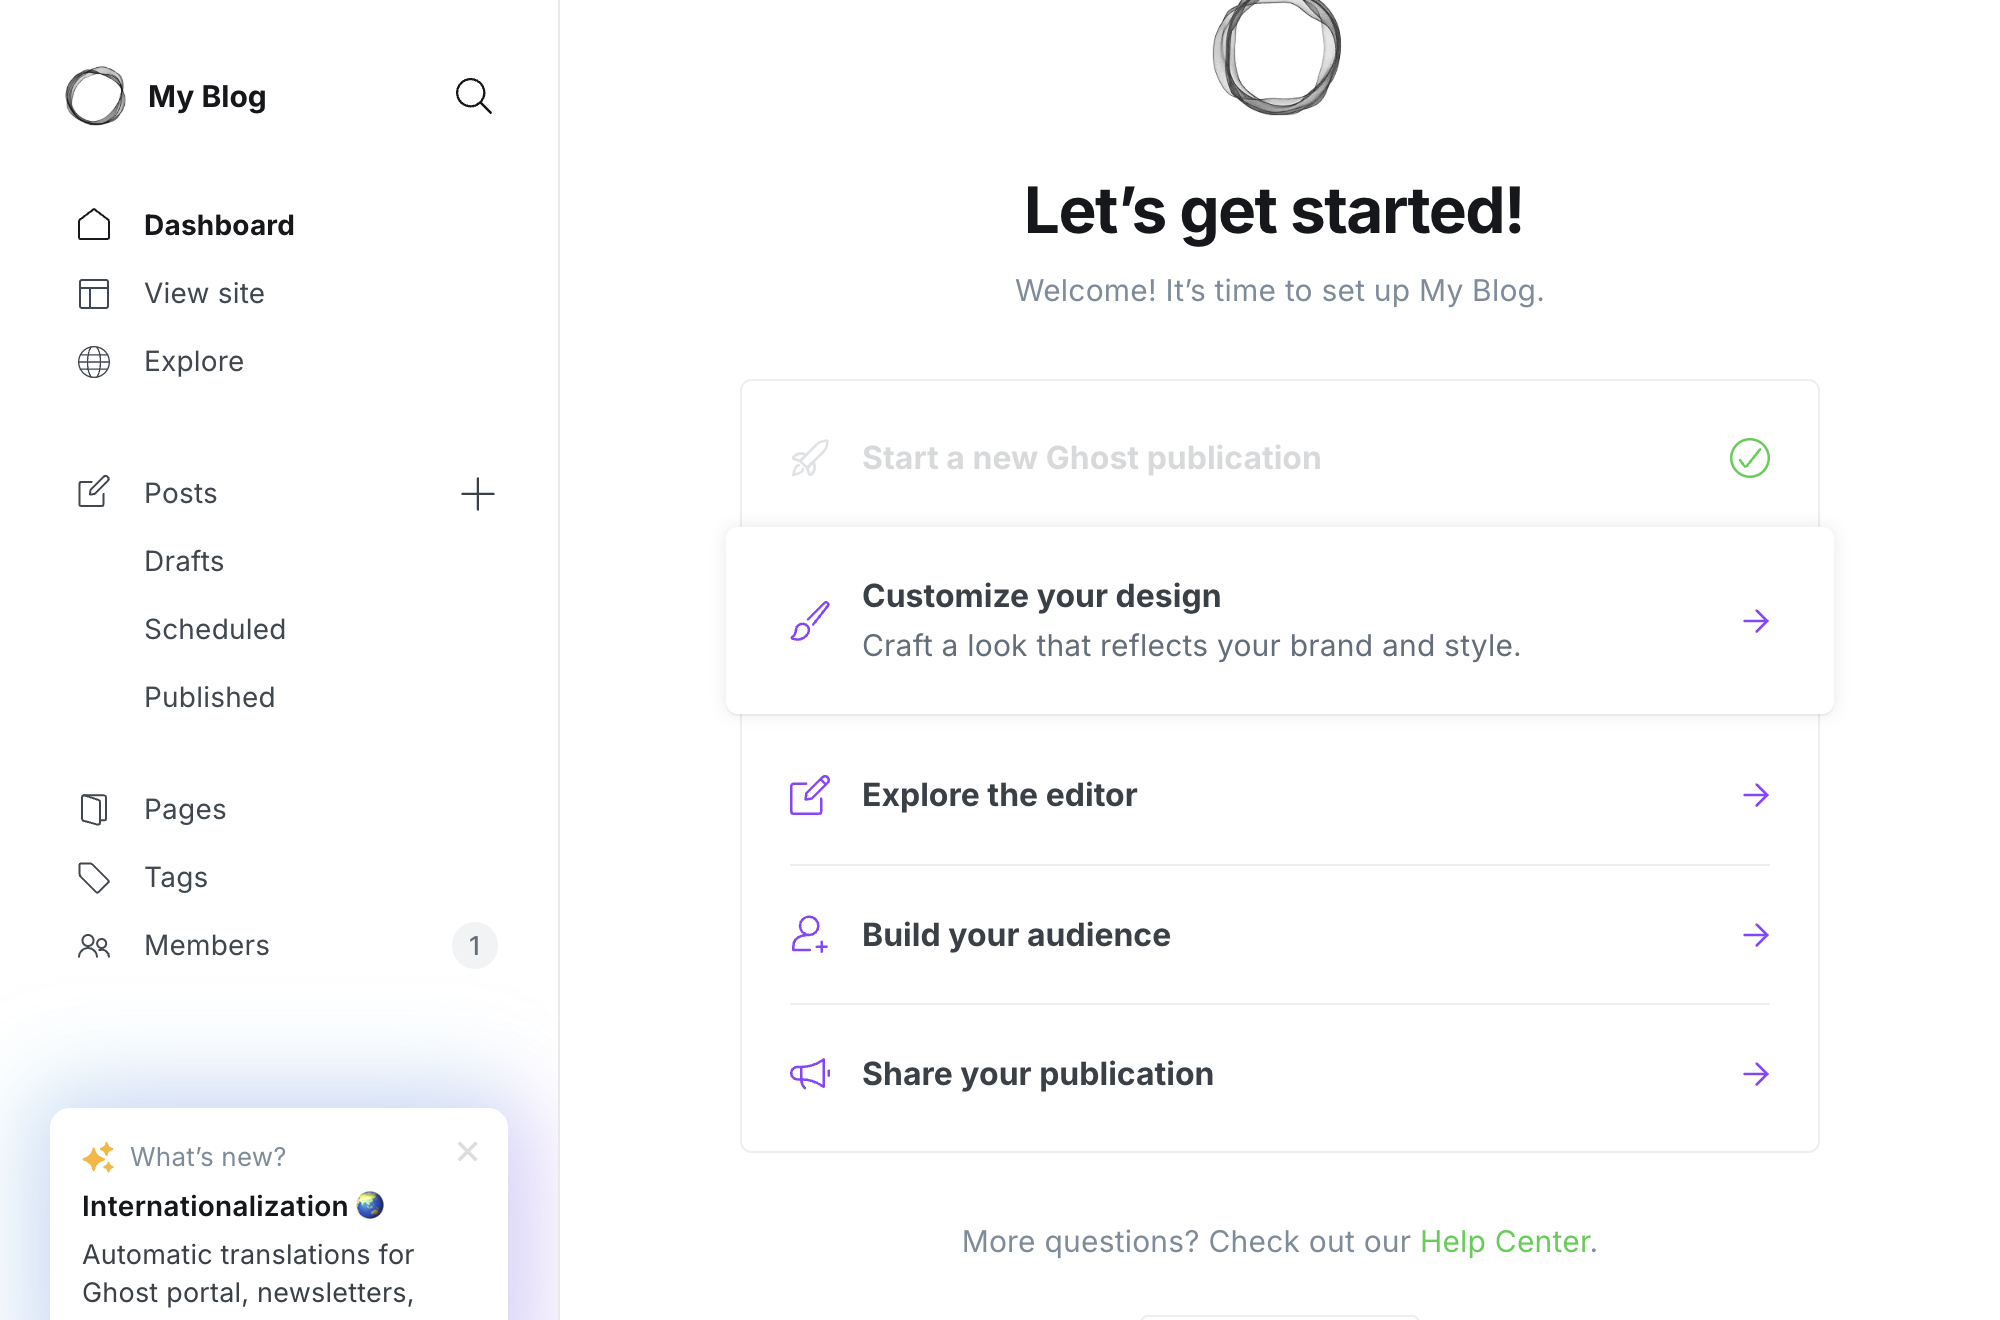 My Blog
Dashboard
View site
Explore
Posts
Drafts
Scheduled
Published
Pages
Tags
Members
1
What’s new?
Internationalization
Automatic translations for
Ghost portal, newsletters,
Let’s get started!
Welcome! It’s time to set up My Blog.
Start a new Ghost publication
Customize your design
Craft a look that reflects your brand and style.
Explore the editor
Build your audience
Share your publication
More questions? Check out our Help Center.